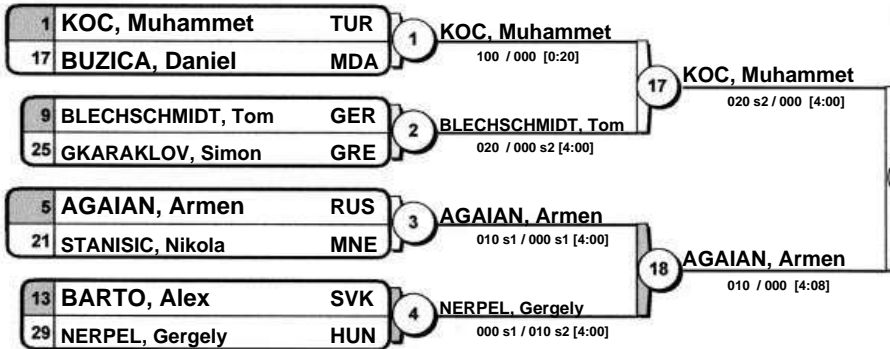 1 KOC, Muhammet TUR
17 BUZICA, Daniel MDA
1
KOC, Muhammet
100 / 000 [0:20]
9 BLECHSCHMIDT, Tom GER
25 GKARAKLOV, Simon GRE
2
BLECHSCHMIDT, Tom
020 / 000 s2 [4:00]
17
KOC, Muhammet
020 s2 / 000 [4:00]
5 AGAIAN, Armen RUS
21 STANISIC, Nikola MNE
3
AGAIAN, Armen
010 s1 / 000 s1 [4:00]
13 BARTO, Alex SVK
29 NERPEL, Gergely HUN
4
NERPEL, Gergely
000 s1 / 010 s2 [4:00]
18
AGAIAN, Armen
010 / 000 [4:08]